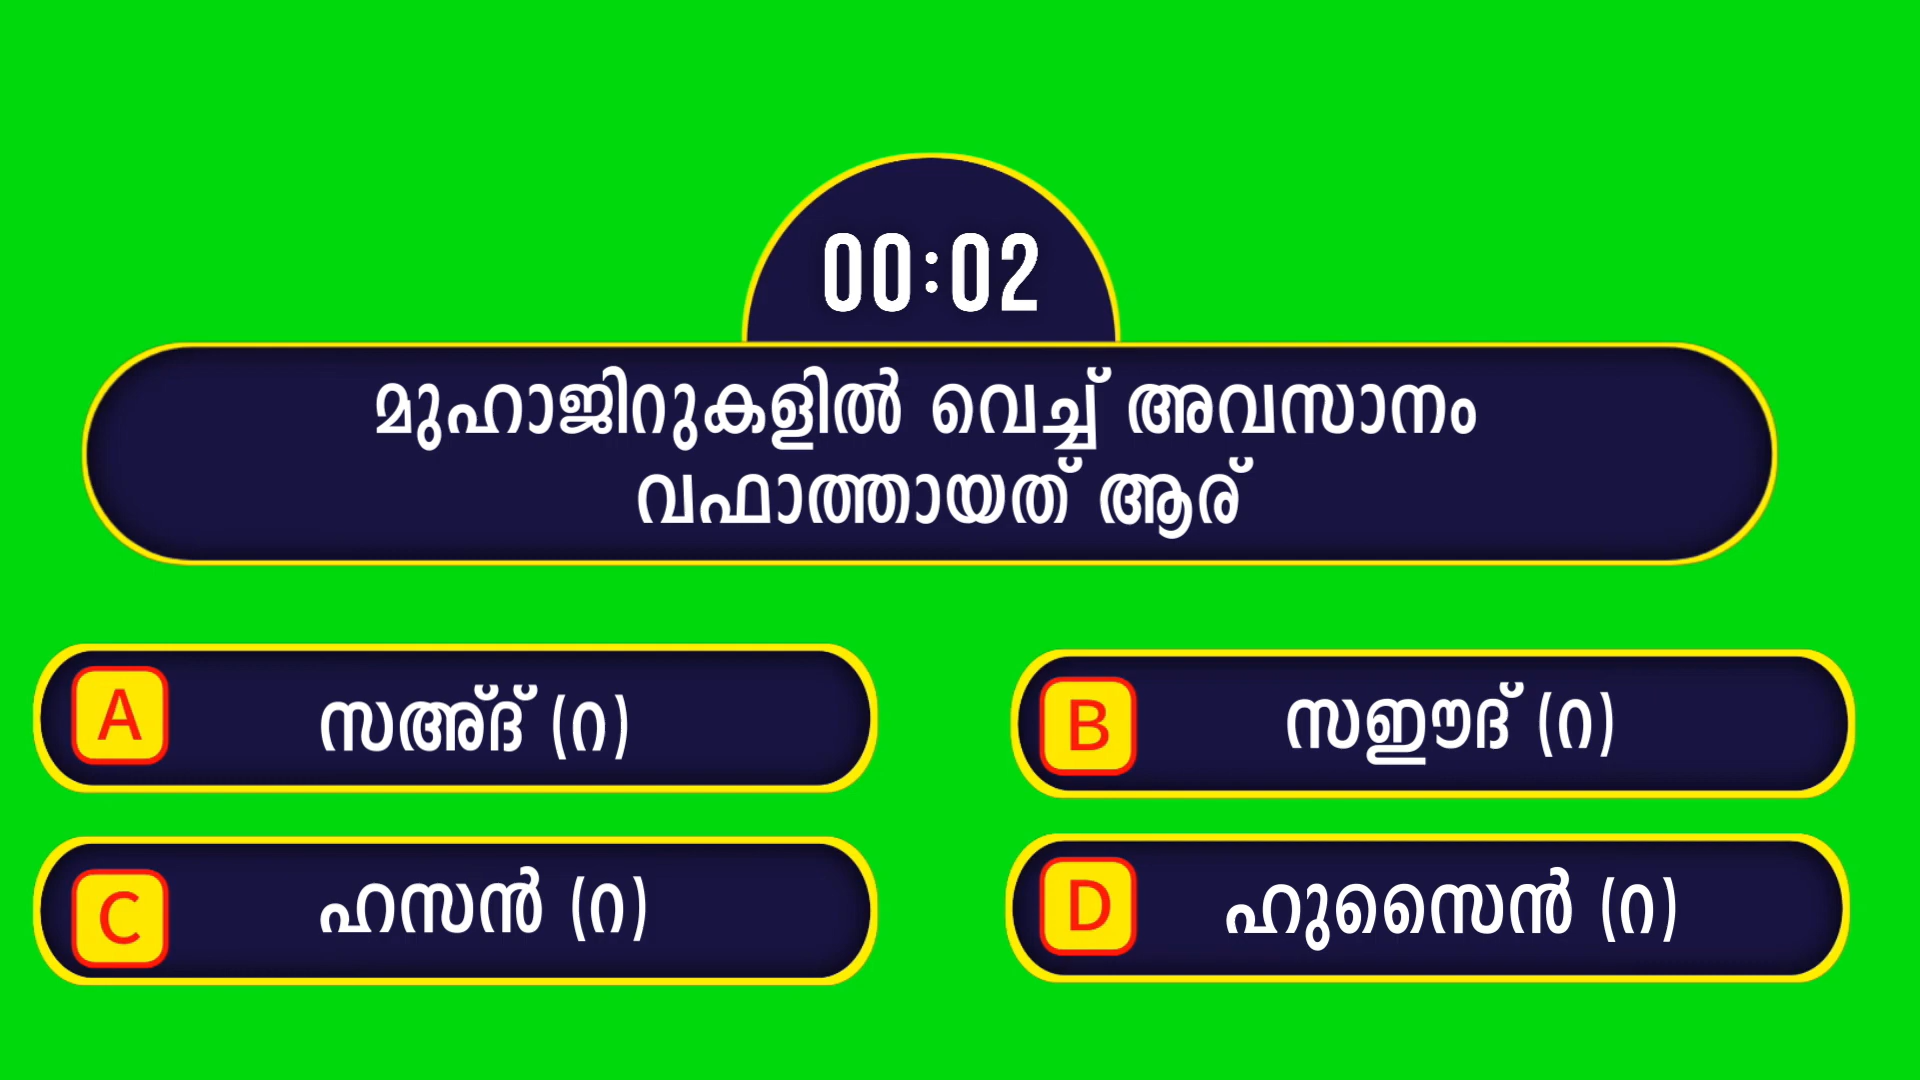 00:02
മുഹാജിറുകളിൽ വെച്ച് അവസാനം
വഫാത്തായത് ആര്
A
സഅ്ദ് (റ)
B
സഈദ് (റ)
C
ഹസൻ (റ)
D
ഹുസൈൻ (റ)